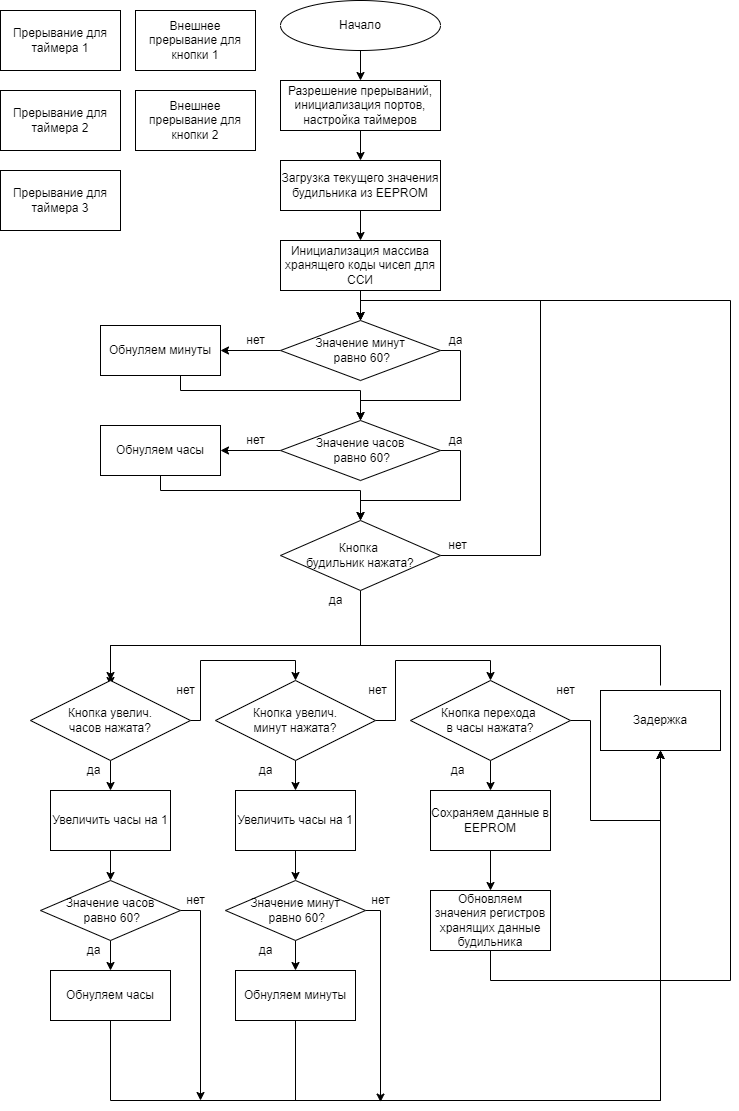 Прерывание для
таймера 1
Внешнее
прерывание для
кнопки 1
Начало
Прерывание для
таймера 2
Внешнее
прерывание для
кнопки 2
Разрешение прерываний,
инициализация портов,
настройка таймеров
Прерывание для
таймера 3
Загрузка текущего значения
будильника из EEPROM
Инициализация массива
хранящего коды чисел для
ССИ
Обнуляем минуты
нет
Значение минут
равно 60?
да
Обнуляем часы
нет
Значение часов
равно 60?
да
Кнопка
будильник нажата?
нет
да
Кнопка увелич.
часов нажата?
нет
Кнопка увелич.
минут нажата?
нет
Кнопка перехода
в часы нажата?
нет
Задержка
да
да
да
Увеличить часы на 1
Увеличить часы на 1
Сохраняем данные в
EEPROM
Значение часов
равно 60?
нет
Значение минут
равно 60?
нет
Обновляем
значения регистров
хранящих данные
будильника
да
да
Обнуляем часы
Обнуляем минуты